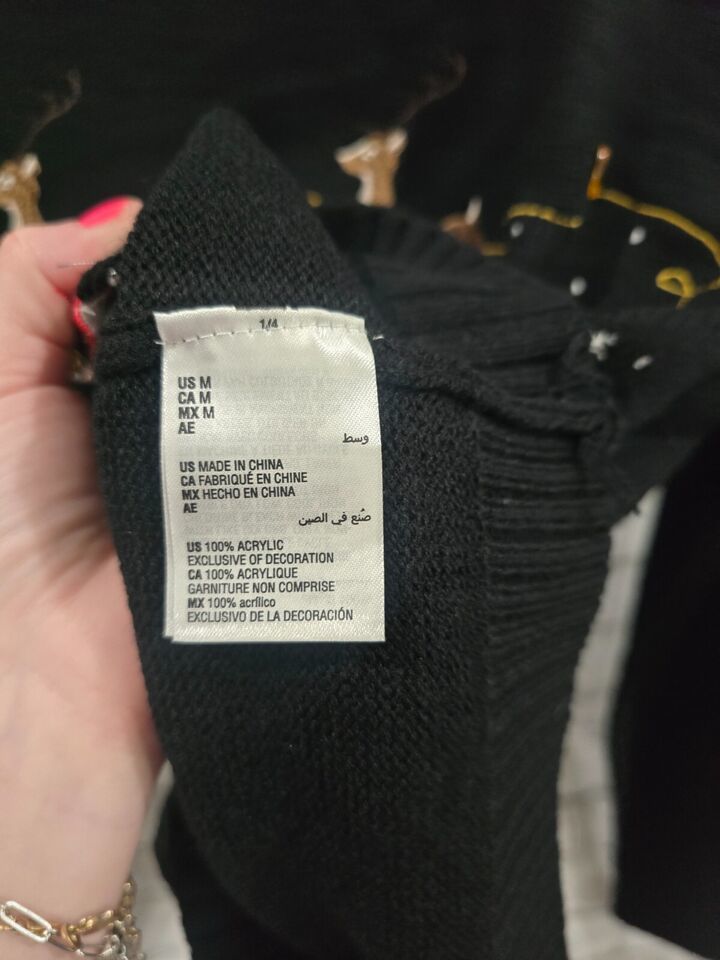 1/4
US M
CA M
MX M
AE
وسط
US MADE IN CHINA
CA FABRIQUÉ EN CHINE
MX HECHO EN CHINA
AE
صُنع في الصين
US 100% ACRYLIC
EXCLUSIVE OF DECORATION
CA 100% ACRYLIQUE
GARNITURE NON COMPRISE
MX 100% acrílico
EXCLUSIVO DE LA DECORACIÓN